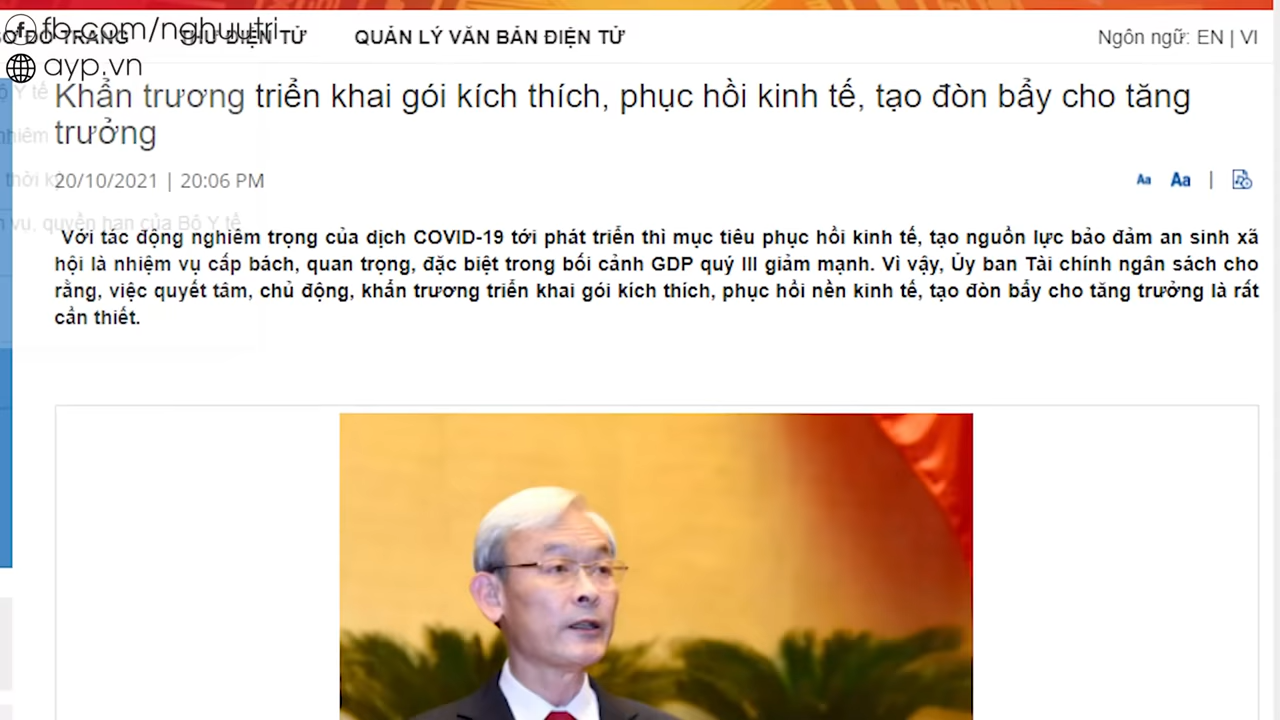 fb.com/nghuutri
ayp.vn
THƯ ĐIỆN TỬ
QUẢN LÝ VĂN BẢN ĐIỆN TỬ
Ngôn ngữ: EN | VI
Khẩn trương triển khai gói kích thích, phục hồi kinh tế, tạo đòn bẩy cho tăng
trưởng
20/10/2021 | 20:06 PM
Aa Aa |
quyền hạn của Bộ Y tế
Với tác động nghiêm trọng của dịch COVID-19 tới phát triển thì mục tiêu phục hồi kinh tế, tạo nguồn lực bảo đảm an sinh xã
hội là nhiệm vụ cấp bách, quan trọng, đặc biệt trong bối cảnh GDP quý III giảm mạnh. Vì vậy, Ủy ban Tài chính ngân sách cho
rằng, việc quyết tâm, chủ động, khẩn trương triển khai gói kích thích, phục hồi nền kinh tế, tạo đòn bẩy cho tăng trưởng là rất
cần thiết.